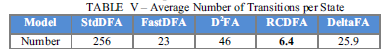 TABLE V – Average Number of Transitions per State
Model StdDFA FastDFA D²FA RCDFA DeltaFA
Number 256 23 46 6.4 25.9